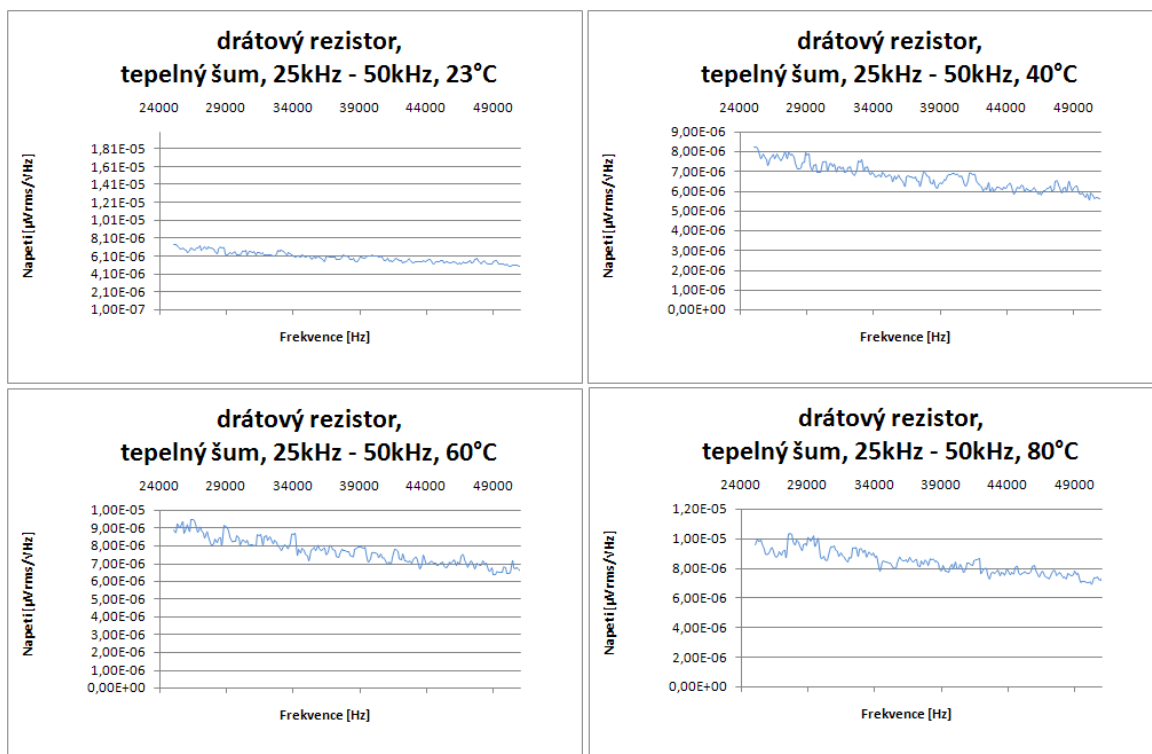 drátový rezistor,
tepelný šum, 25kHz - 50kHz, 23°C
24000 29000 34000 39000 44000 49000
1,81E-05
1,61E-05
1,41E-05
1,21E-05
1,01E-05
8,10E-06
6,10E-06
4,10E-06
2,10E-06
1,00E-07
Napeti [µVrms/√Hz]
Frekvence [Hz]
drátový rezistor,
tepelný šum, 25kHz - 50kHz, 40°C
24000 29000 34000 39000 44000 49000
9,00E-06
8,00E-06
7,00E-06
6,00E-06
5,00E-06
4,00E-06
3,00E-06
2,00E-06
1,00E-06
0,00E+00
Napeti [µVrms/√Hz]
Frekvence [Hz]
drátový rezistor,
tepelný šum, 25kHz - 50kHz, 60°C
24000 29000 34000 39000 44000 49000
1,00E-05
9,00E-06
8,00E-06
7,00E-06
6,00E-06
5,00E-06
4,00E-06
3,00E-06
2,00E-06
1,00E-06
0,00E+00
Napeti [µVrms/√Hz]
Frekvence [Hz]
drátový rezistor,
tepelný šum, 25kHz - 50kHz, 80°C
24000 29000 34000 39000 44000 49000
1,20E-05
1,00E-05
8,00E-06
6,00E-06
4,00E-06
2,00E-06
0,00E+00
Napeti [µVrms/√Hz]
Frekvence [Hz]